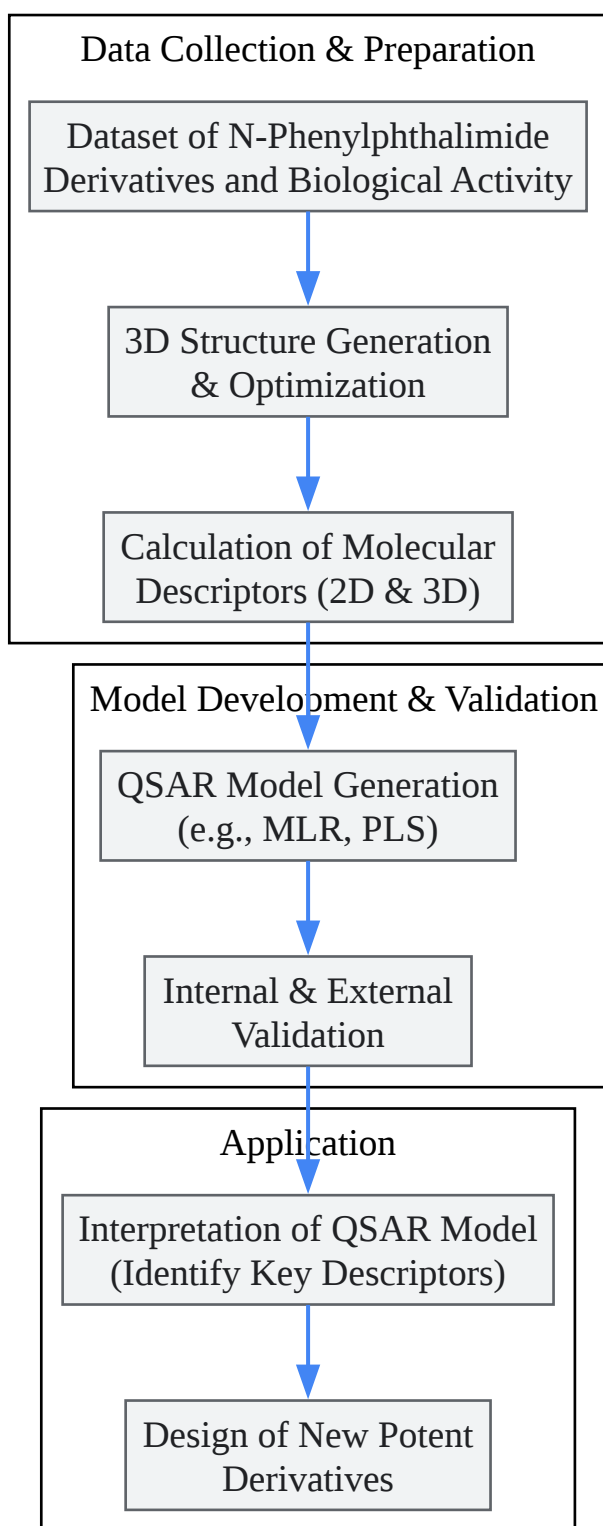 Data Collection & Preparation
Dataset of N-Phenylphthalimide
Derivatives and Biological Activity
3D Structure Generation
& Optimization
Calculation of Molecular
Descriptors (2D & 3D)
Model Development & Validation
QSAR Model Generation
(e.g., MLR, PLS)
Internal & External
Validation
Application
Interpretation of QSAR Model
(Identify Key Descriptors)
Design of New Potent
Derivatives